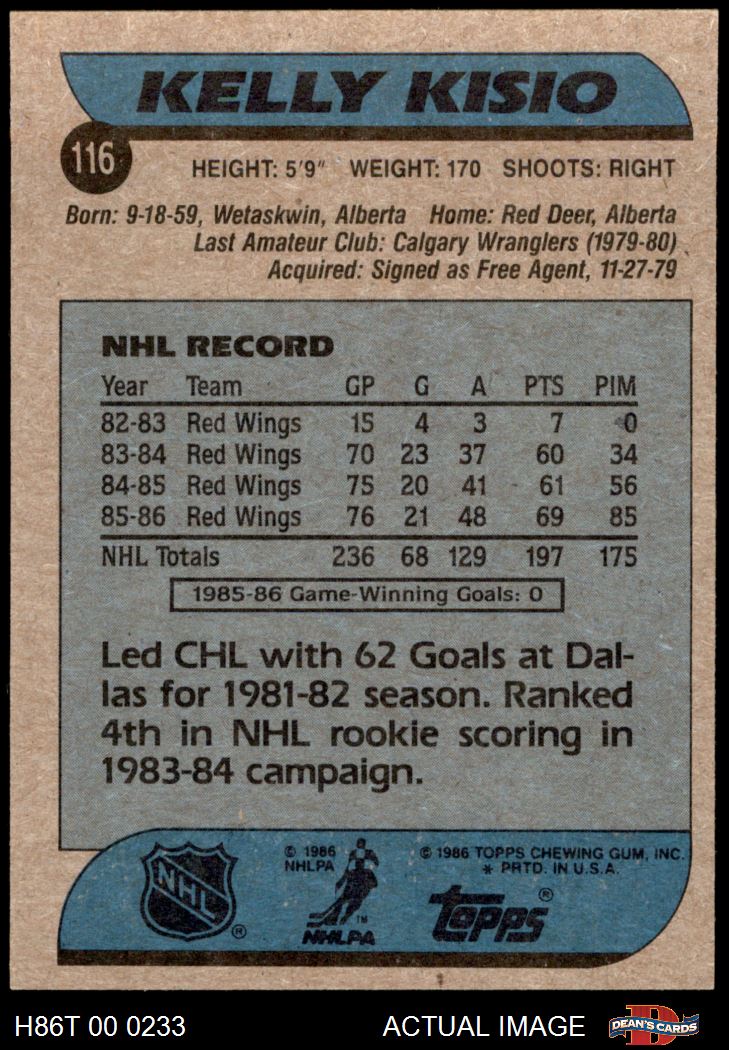 KELLY KISIO
116
HEIGHT: 5'9" WEIGHT: 170 SHOOTS: RIGHT
Born: 9-18-59, Wetaskwin, Alberta Home: Red Deer, Alberta
Last Amateur Club: Calgary Wranglers (1979-80)
Acquired: Signed as Free Agent, 11-27-79
NHL RECORD
Year Team GP G A PTS PIM
82-83 Red Wings 15 4 3 7 0
83-84 Red Wings 70 23 37 60 34
84-85 Red Wings 75 20 41 61 56
85-86 Red Wings 76 21 48 69 85
NHL Totals 236 68 129 197 175
1985-86 Game-Winning Goals: 0
Led CHL with 62 Goals at Dal-
las for 1981-82 season. Ranked
4th in NHL rookie scoring in
1983-84 campaign.
NHL ®
© 1986
NHLPA
TM
NHLPA
© 1986 TOPPS CHEWING GUM, INC.
* PRTD. IN U.S.A.
topps ®
H86T 00 0233 ACTUAL IMAGE
D
DEAN'S CARDS